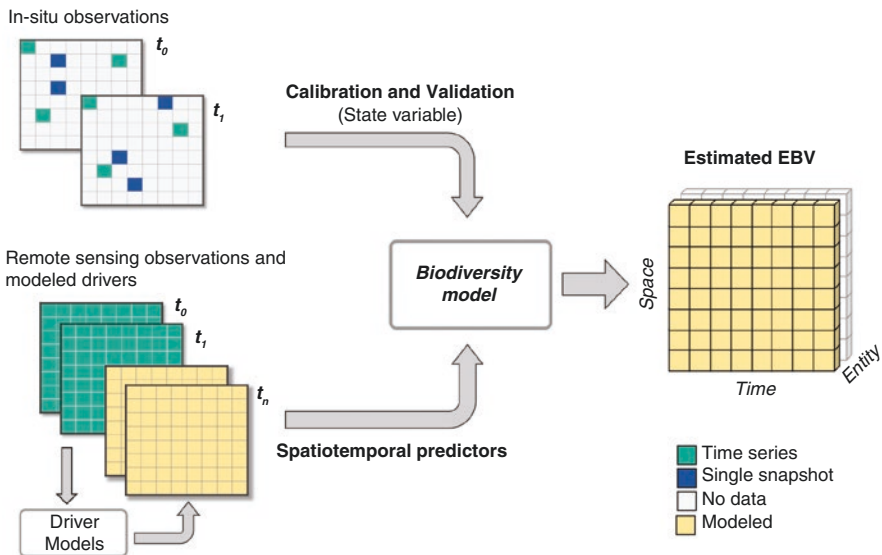 In-situ observations
t0
t1
Calibration and Validation
(State variable)
Estimated EBV
Remote sensing observations and
modeled drivers
t0
t1
tn
Biodiversity
model
Space
Time
Entity
Spatiotemporal predictors
Driver
Models
Time series
Single snapshot
No data
Modeled